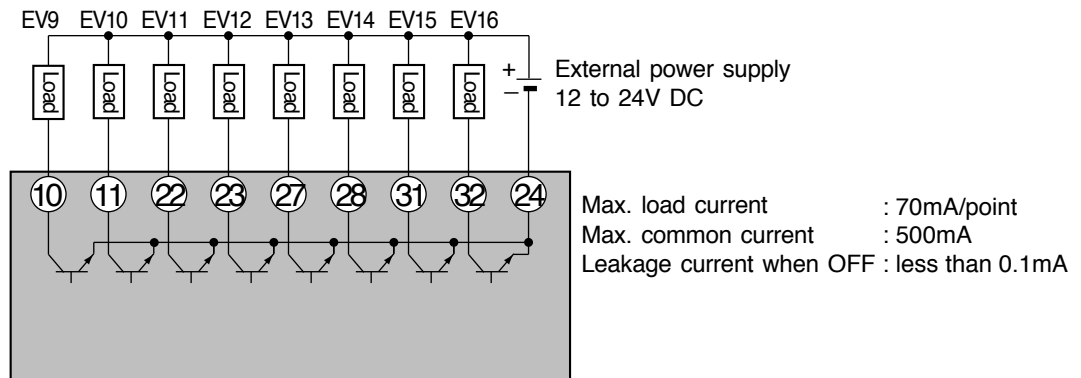 EV9 EV10 EV11 EV12 EV13 EV14 EV15 EV16
Load Load Load Load Load Load Load Load
+
External power supply
–
12 to 24V DC
10 11 22 23 27 28 31 32 24
Max. load current : 70mA/point
Max. common current : 500mA
Leakage current when OFF : less than 0.1mA